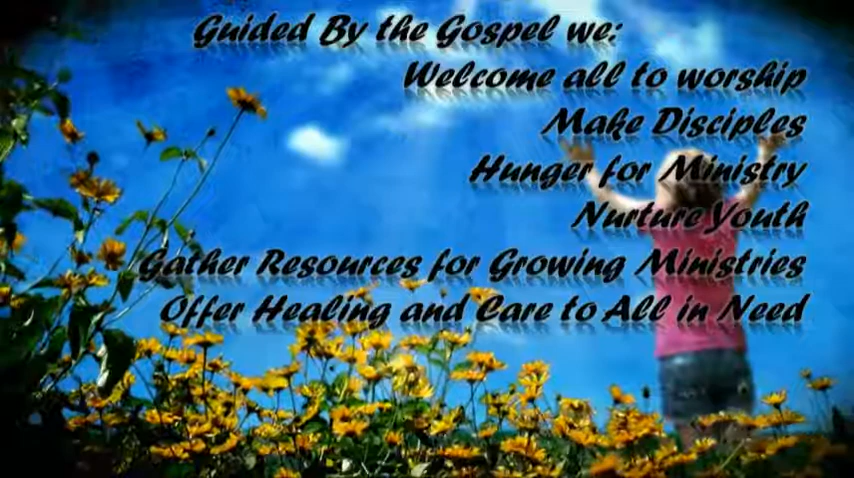 Guided By the Gospel we:
Welcome all to worship
Make Disciples
Hunger for Ministry
Nurture Youth
Gather Resources for Growing Ministries
Offer Healing and Care to All in Need